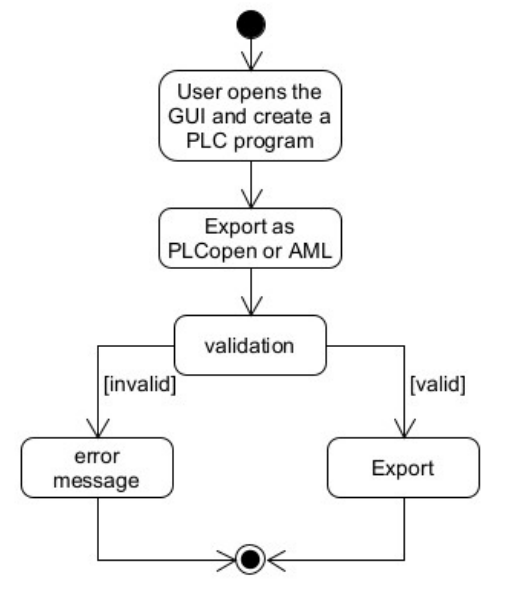 User opens the
GUI and create a
PLC program
Export as
PLCopen or AML
validation
[invalid]
[valid]
error
message
Export